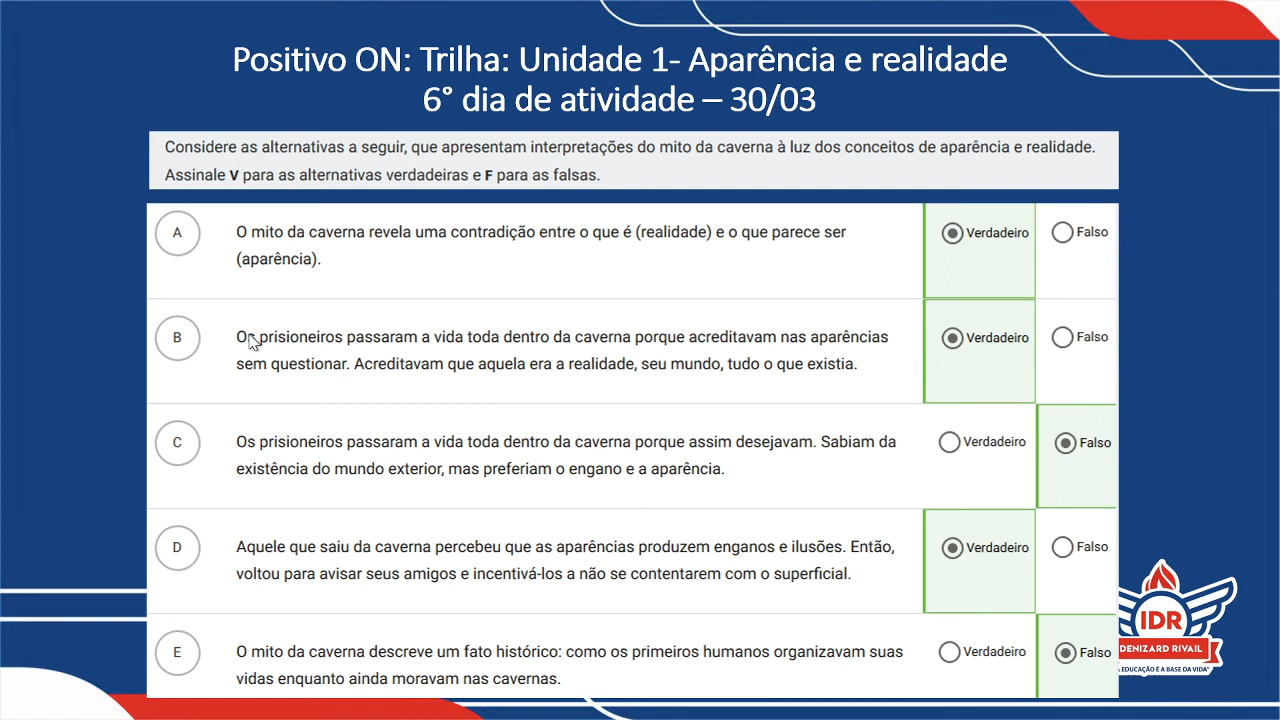 Positivo ON: Trilha: Unidade 1- Aparência e realidade
6° dia de atividade – 30/03
Considere as alternativas a seguir, que apresentam interpretações do mito da caverna à luz dos conceitos de aparência e realidade.
Assinale V para as alternativas verdadeiras e F para as falsas.
A
O mito da caverna revela uma contradição entre o que é (realidade) e o que parece ser
(aparência).
Verdadeiro
Falso
B
Os prisioneiros passaram a vida toda dentro da caverna porque acreditavam nas aparências
sem questionar. Acreditavam que aquela era a realidade, seu mundo, tudo o que existia.
Verdadeiro
Falso
C
Os prisioneiros passaram a vida toda dentro da caverna porque assim desejavam. Sabiam da
existência do mundo exterior, mas preferiam o engano e a aparência.
Verdadeiro
Falso
D
Aquele que saiu da caverna percebeu que as aparências produzem enganos e ilusões. Então,
voltou para avisar seus amigos e incentivá-los a não se contentarem com o superficial.
Verdadeiro
Falso
E
O mito da caverna descreve um fato histórico: como os primeiros humanos organizavam suas
vidas enquanto ainda moravam nas cavernas.
Verdadeiro
Falso
IDR
DENIZARD RIVAIL
EDUCAÇÃO É A BASE DA VIDA"